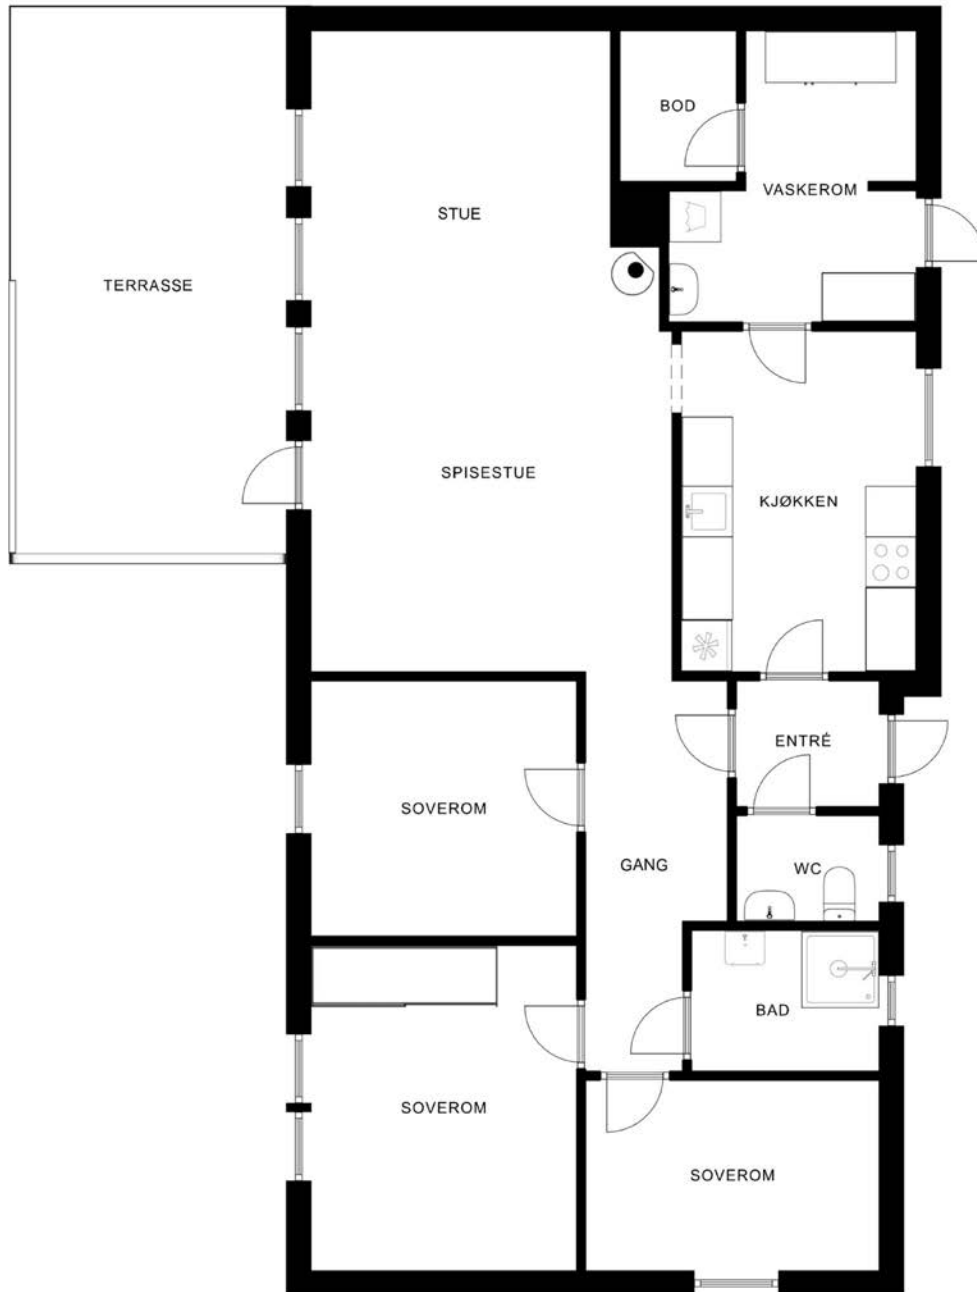 BOD
VASKEROM
STUE
TERRASSE
SPISESTUE
KJØKKEN
ENTRÉ
SOVEROM
GANG
WC
BAD
SOVEROM
SOVEROM